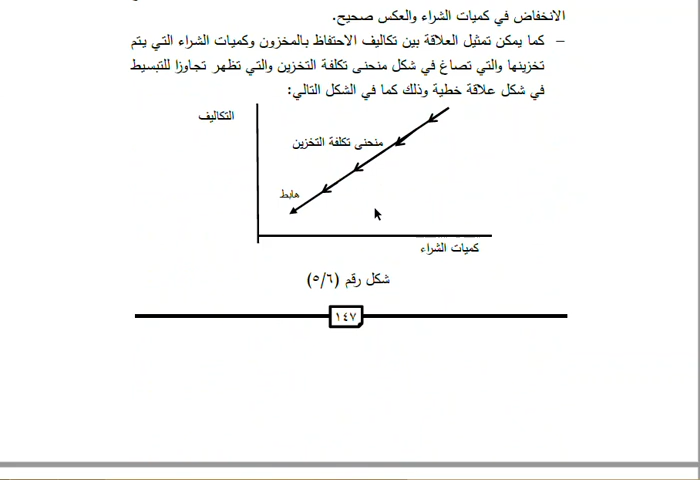 الانخفاض في كميات الشراء والعكس صحيح.
– كما يمكن تمثيل العلاقة بين تكاليف الاحتفاظ بالمخزون وكميات الشراء التي يتم
تخزينها والتي تصاغ في شكل منحنى تكلفة التخزين والتي تظهر تجاوزا للتبسيط
في شكل علاقة خطية وذلك كما في الشكل التالي:
التكاليف
منحنى تكلفة التخزين
هابط
كميات الشراء
شكل رقم (٥/٦)
١٤٧